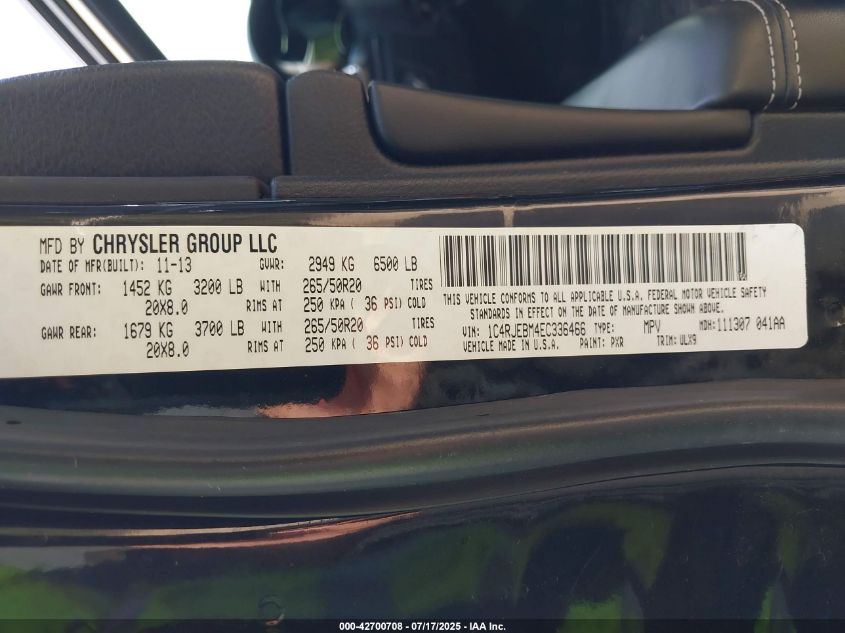 MFD BY CHRYSLER GROUP LLC
DATE OF MFR(BUILT): 11-13 GVWR: 2949 KG 6500 LB
GAWR FRONT: 1452 KG 3200 LB WITH 265/50R20 TIRES
20X8.0 RIMS AT 250 KPA ( 36 PSI) COLD
GAWR REAR: 1679 KG 3700 LB WITH 265/50R20 TIRES
20X8.0 RIMS AT 250 KPA ( 36 PSI) COLD
THIS VEHICLE CONFORMS TO ALL APPLICABLE U.S.A. FEDERAL MOTOR VEHICLE SAFETY
STANDARDS IN EFFECT ON THE DATE OF MANUFACTURE SHOWN ABOVE.
VIN: 1C4RJEBM4EC336466 TYPE: MPV MDH: 111307 041AA
VEHICLE MADE IN U.S.A. PAINT: PXR TRIM: ULX9
000-42700708 - 07/17/2025 - IAA Inc.